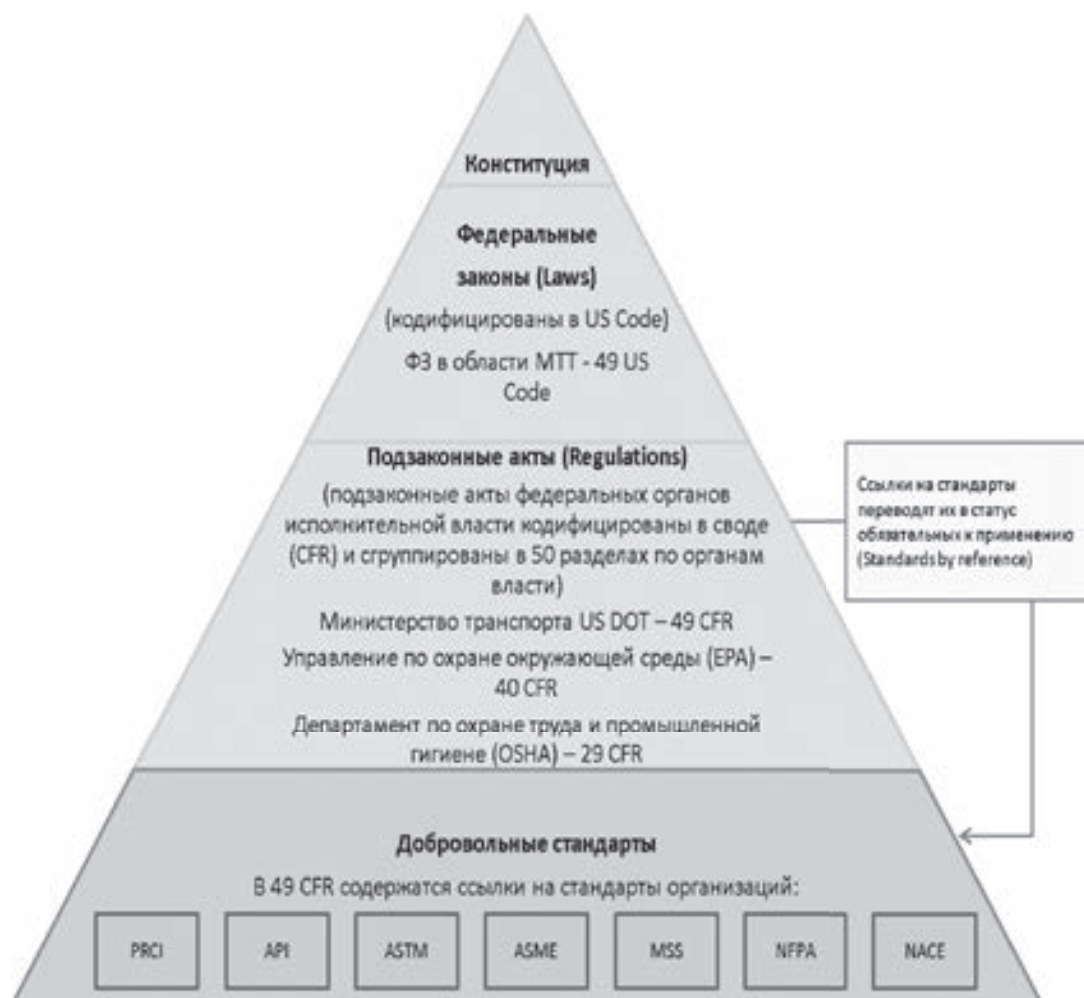 Конституция
Федеральные
законы (Laws)
(кодифицированы в US Code)
ФЗ в области МТТ - 49 US
Code
Подзаконные акты (Regulations)
(подзаконные акты федеральных органов
исполнительной власти кодифицированы в своде
(CFR) и сгруппированы в 50 разделах по органам
власти)
Министерство транспорта US DOT – 49 CFR
Управление по охране окружающей среды (EPA) –
40 CFR
Департамент по охране труда и промышленной
гигиене (OSHA) – 29 CFR
Ссылки на стандарты
переводят их в статус
обязательных к применению
(Standards by reference)
Добровольные стандарты
В 49 CFR содержатся ссылки на стандарты организаций:
PRCI
API
ASTM
ASME
MSS
NFPA
NACE